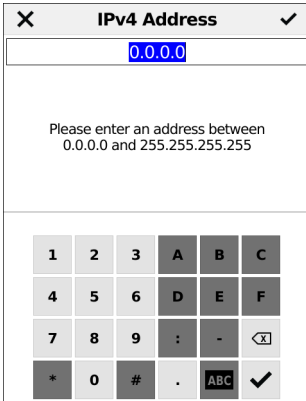 IPv4 Address
0.0.0.0
Please enter an address between
0.0.0.0 and 255.255.255.255
1 2 3 A B C
4 5 6 D E F
7 8 9 : - X
* 0 # . ABC